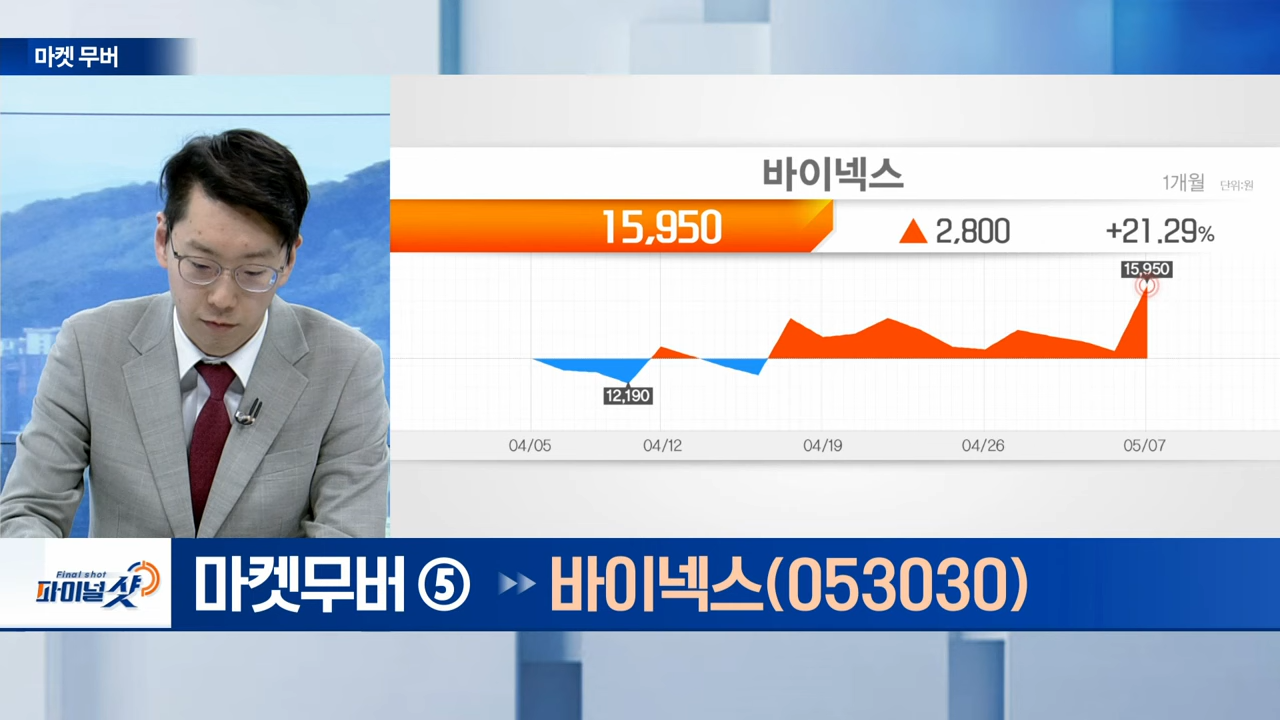 마켓 무버
바이넥스
1개월 단위:원
15,950 ▲ 2,800 +21.29%
15,950
12,190
04/05 04/12 04/19 04/26 05/07
Final shot
파이널샷
마켓무버 ⑤ 바이넥스(053030)